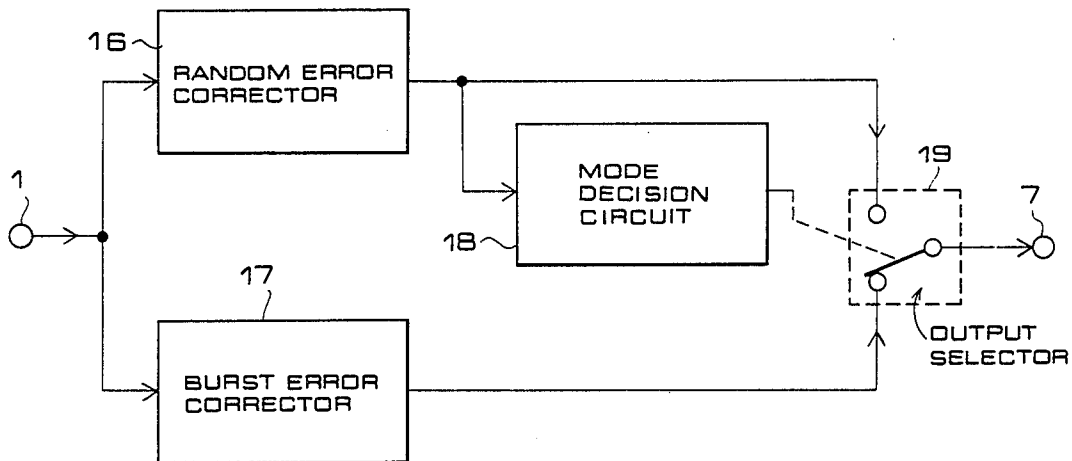 16
RANDOM ERROR
CORRECTOR
1
MODE
DECISION
CIRCUIT
18
19
7
17
BURST ERROR
CORRECTOR
OUTPUT
SELECTOR